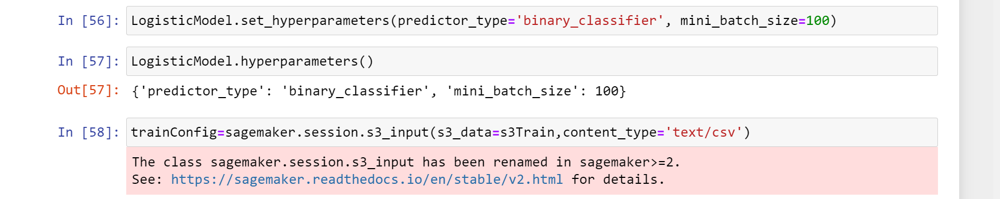 In [56]: LogisticModel.set_hyperparameters(predictor_type='binary_classifier', mini_batch_size=100)
In [57]: LogisticModel.hyperparameters()
Out[57]: {'predictor_type': 'binary_classifier', 'mini_batch_size': 100}
In [58]: trainConfig=sagemaker.session.s3_input(s3_data=s3Train,content_type='text/csv')
The class sagemaker.session.s3_input has been renamed in sagemaker>=2.
See: https://sagemaker.readthedocs.io/en/stable/v2.html for details.